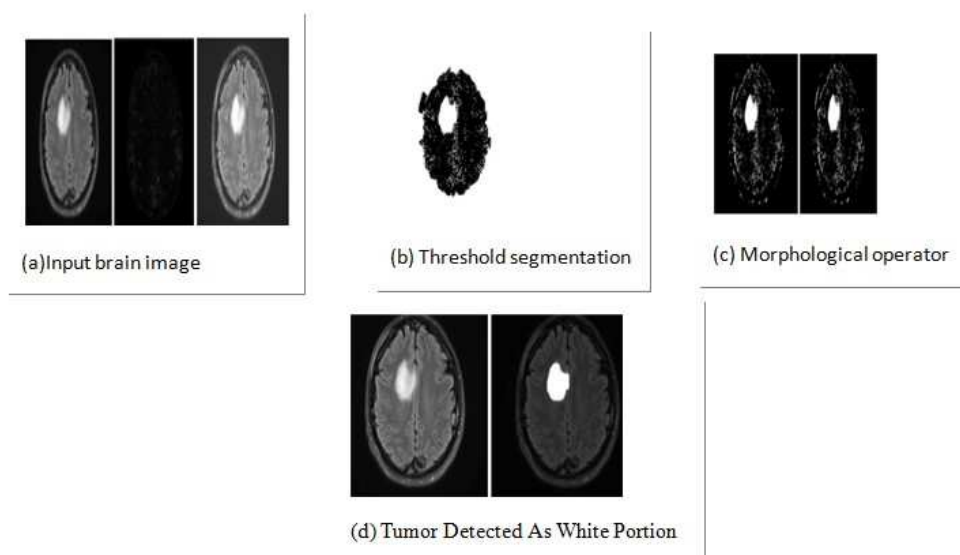 (a)Input brain image
(b) Threshold segmentation
(c) Morphological operator
(d) Tumor Detected As White Portion